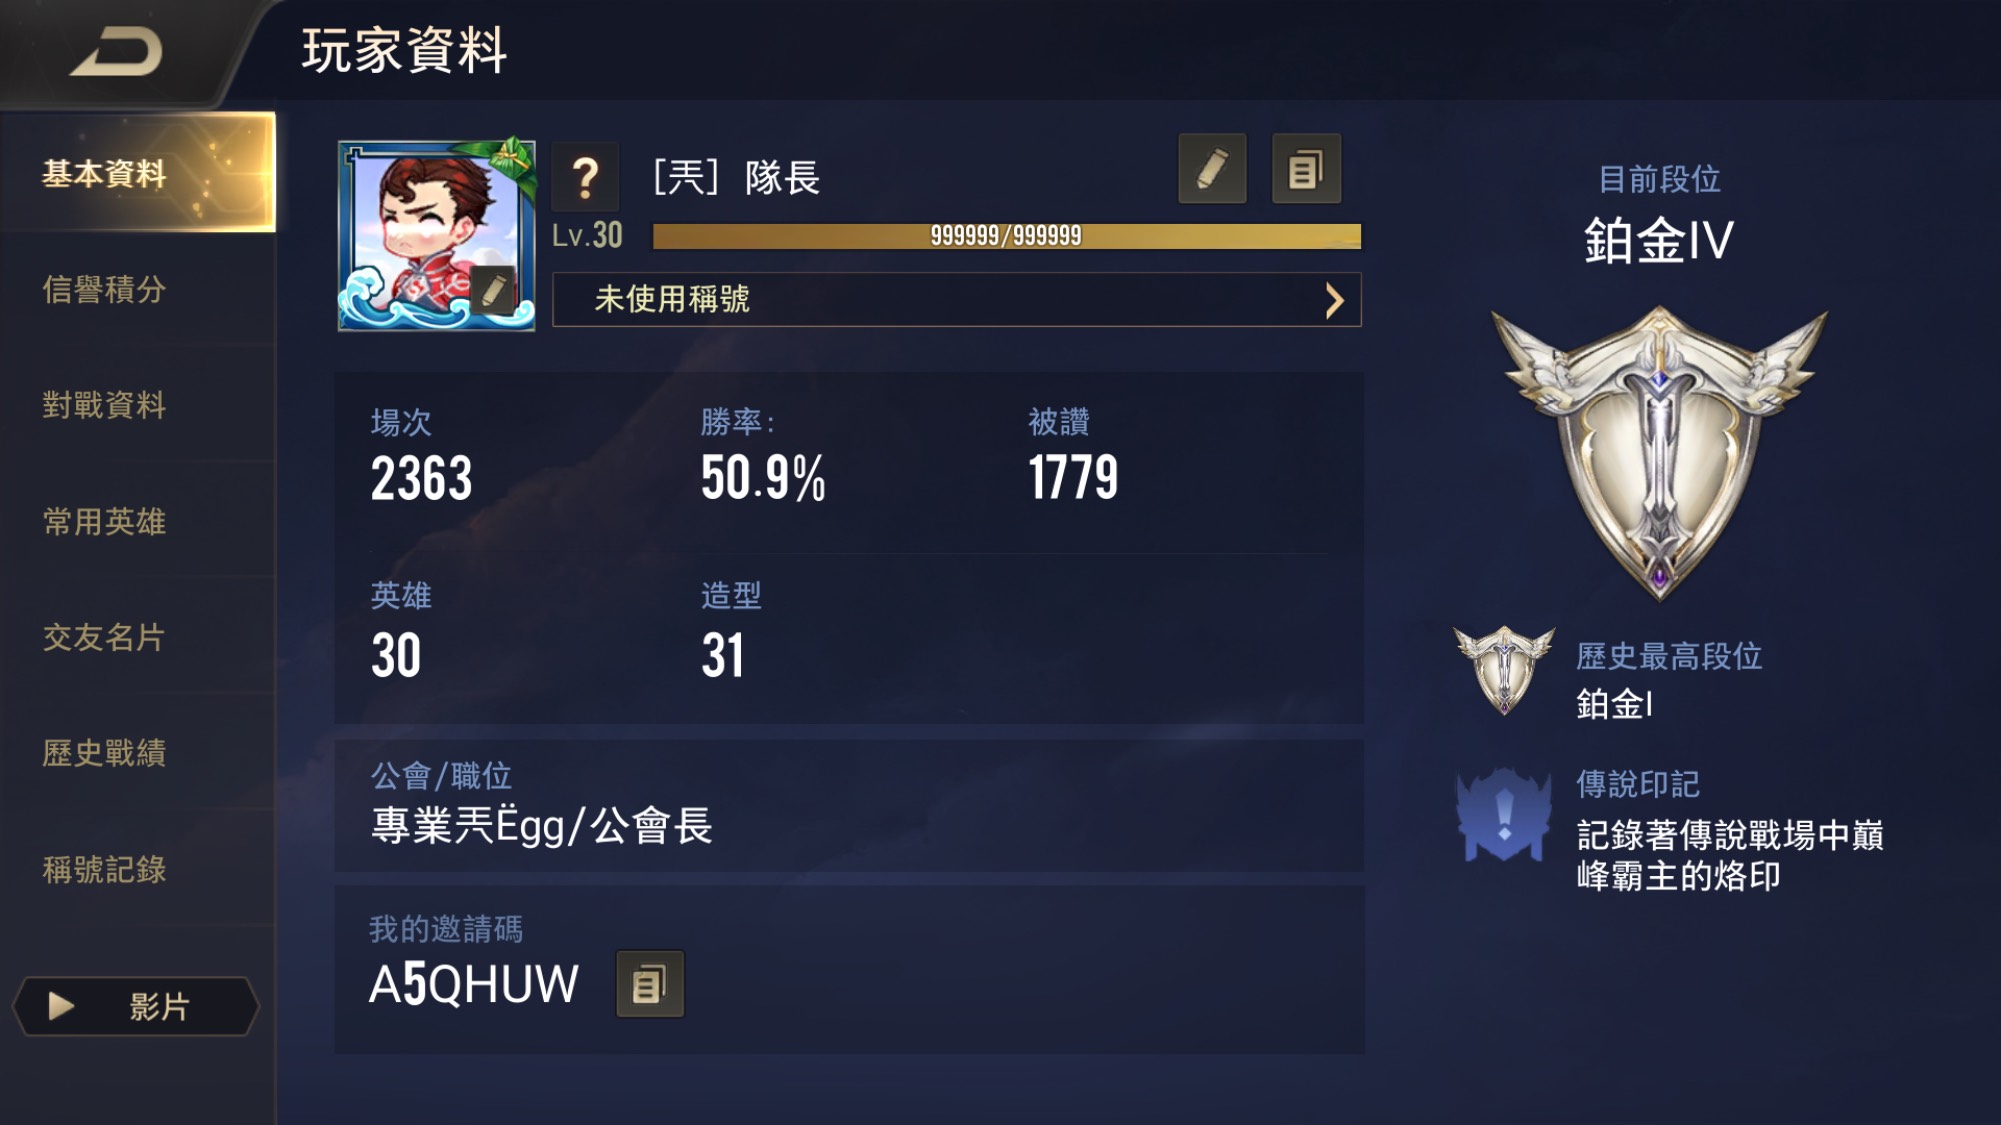 玩家資料
基本資料
信譽積分
對戰資料
常用英雄
交友名片
歷史戰績
稱號記錄
影片
?
[兲] 隊長
Lv.30
999999/999999
未使用稱號
場次
勝率:
被讚
2363
50.9%
1779
英雄
造型
30
31
公會/職位
專業兲Ëgg/公會長
我的邀請碼
A5QHUW
目前段位
鉑金IV
歷史最高段位
鉑金I
傳說印記
記錄著傳說戰場中巔
峰霸主的烙印